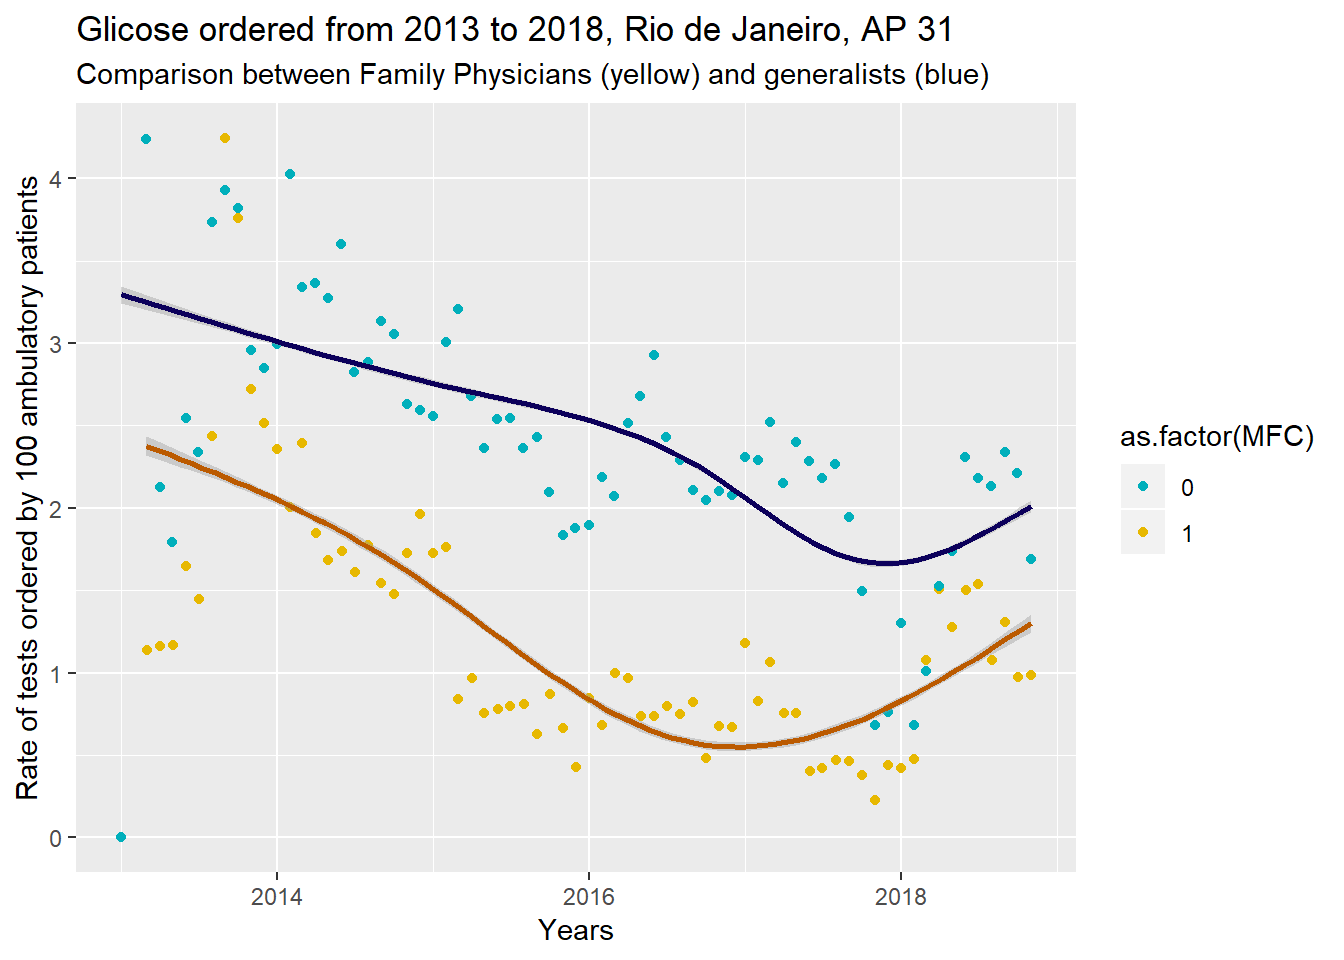 Glicose ordered from 2013 to 2018, Rio de Janeiro, AP 31
Comparison between Family Physicians (yellow) and generalists (blue)
Rate of tests ordered by 100 ambulatory patients
4
3
2
1
0
2014
2016
2018
Years
as.factor(MFC)
0
1